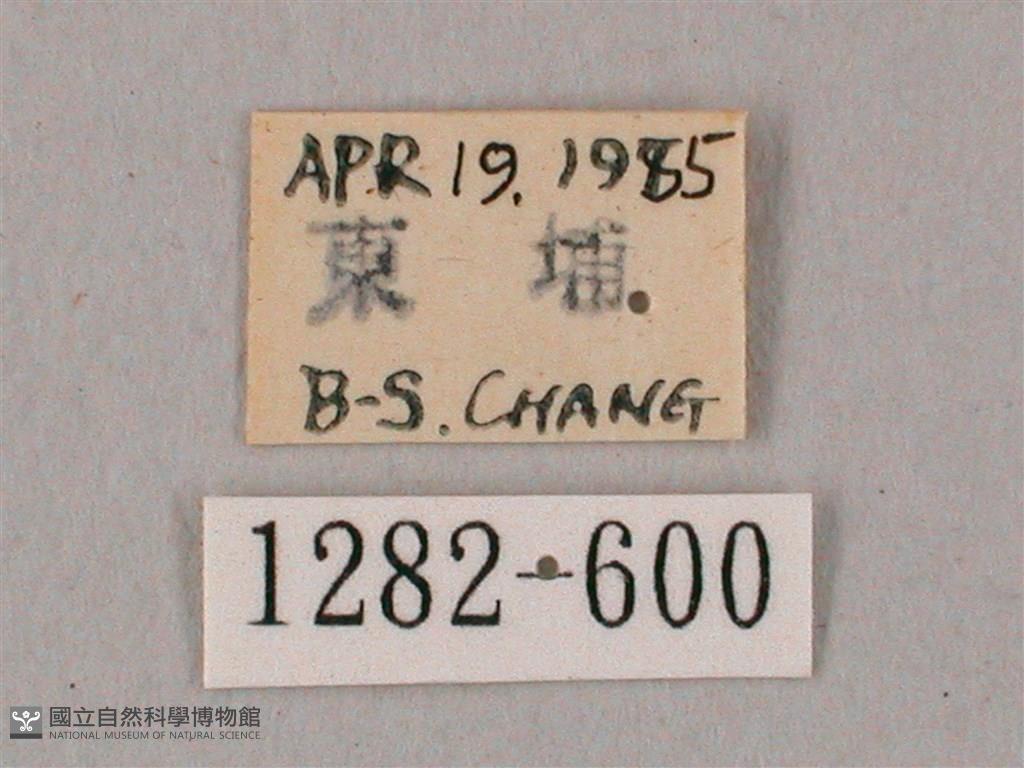 APR 19. 1985
東 埔
B-S. CHANG
1282-600
國立自然科學博物館
NATIONAL MUSEUM OF NATURAL SCIENCE